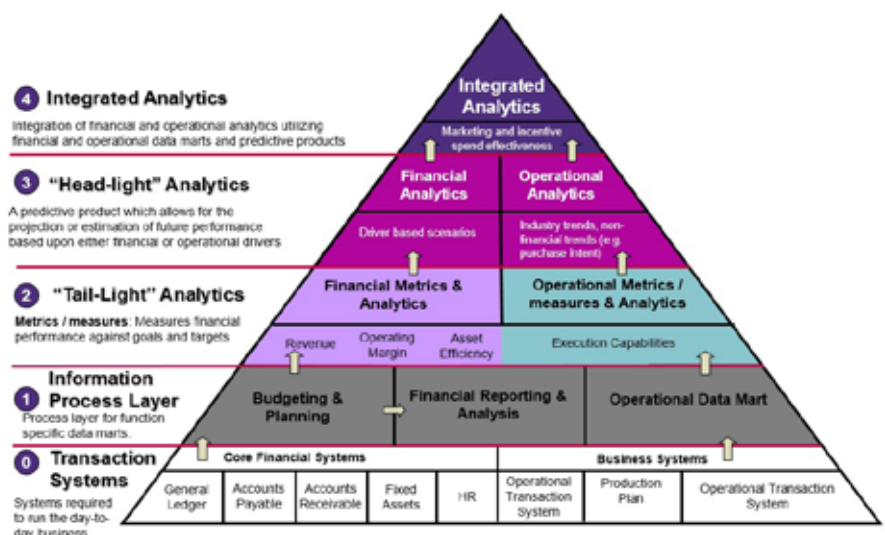 4 Integrated Analytics
Integration of financial and operational analytics utilizing
financial and operational data marts and predictive products
3 “Head-light” Analytics
A predictive product which allows for the
projection or estimation of future performance
based upon either financial or operational drivers
2 “Tail-Light” Analytics
Metrics / measures: Measures financial
performance against goals and targets
1 Information
Process Layer
Process layer for function
specific data marts.
0 Transaction
Systems
Systems required
to run the day-to-
day business
Integrated
Analytics
Marketing and incentive
spend effectiveness
Financial
Analytics
Operational
Analytics
Driver based scenarios
Industry trends, non-
financial trends (e.g.
purchase intent)
Financial Metrics &
Analytics
Operational Metrics /
measures & Analytics
Revenue
Operating
Margin
Asset
Efficiency
Execution Capabilities
Budgeting &
Planning
Financial Reporting &
Analysis
Operational Data Mart
Core Financial Systems
Business Systems
General
Ledger
Accounts
Payable
Accounts
Receivable
Fixed
Assets
HR
Operational
Transaction
System
Production
Plan
Operational Transaction
System